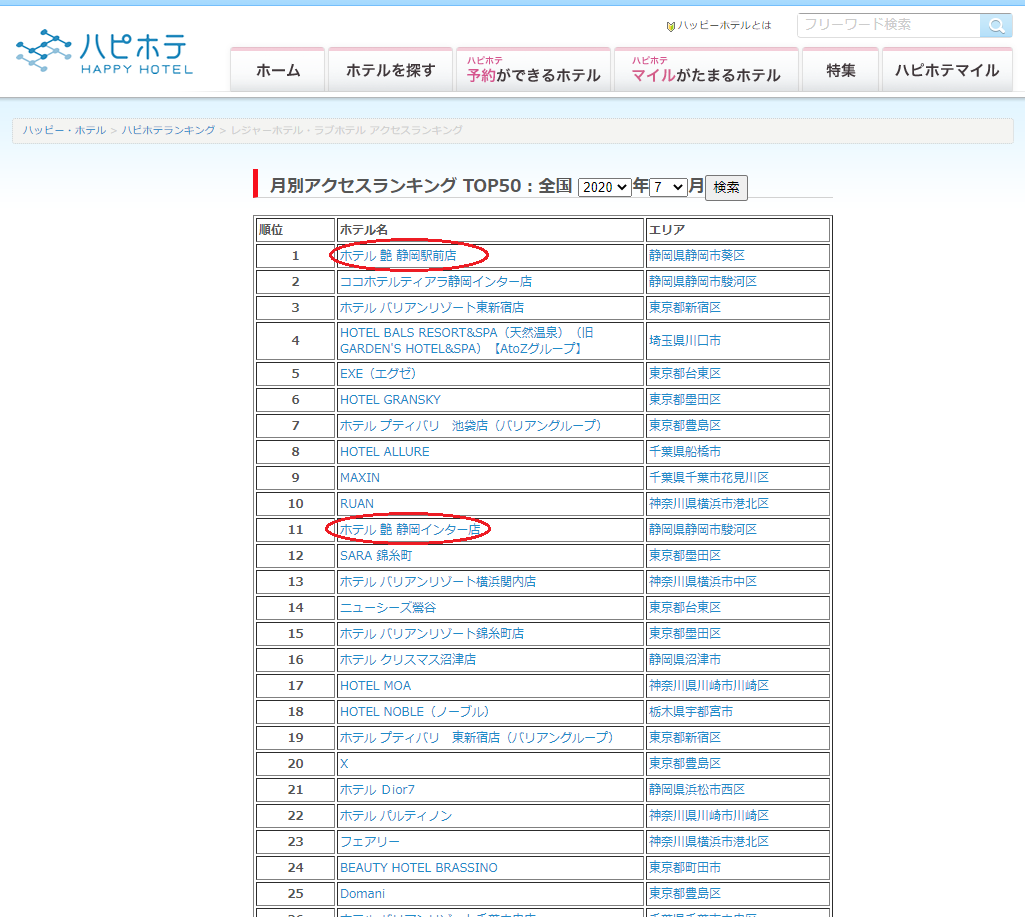 ハッピーホテルとは
フリーワード検索
ハピホテ
HAPPY HOTEL
ホーム
ホテルを探す
ハピホテ
予約ができるホテル
ハピホテ
マイルがたまるホテル
特集
ハピホテマイル
ハッピー・ホテル > ハピホテランキング > レジャーホテル・ラブホテル アクセスランキング
月別アクセスランキング TOP50：全国 2020 年 7 月 検索
順位 ホテル名 エリア
1 ホテル 艶 静岡駅前店 静岡県静岡市葵区
2 ココホテルティアラ静岡インター店 静岡県静岡市駿河区
3 ホテル バリアンリゾート東新宿店 東京都新宿区
4 HOTEL BALS RESORT&SPA（天然温泉）（旧
GARDEN'S HOTEL&SPA）【AtoZグループ】 埼玉県川口市
5 EXE（エグゼ） 東京都台東区
6 HOTEL GRANSKY 東京都墨田区
7 ホテル プティバリ　池袋店（バリアングループ） 東京都豊島区
8 HOTEL ALLURE 千葉県船橋市
9 MAXIN 千葉県千葉市花見川区
10 RUAN 神奈川県横浜市港北区
11 ホテル 艶 静岡インター店 静岡県静岡市駿河区
12 SARA 錦糸町 東京都墨田区
13 ホテル バリアンリゾート横浜関内店 神奈川県横浜市中区
14 ニューシーズ鶯谷 東京都台東区
15 ホテル バリアンリゾート錦糸町店 東京都墨田区
16 ホテル クリスマス沼津店 静岡県沼津市
17 HOTEL MOA 神奈川県川崎市川崎区
18 HOTEL NOBLE（ノーブル） 栃木県宇都宮市
19 ホテル プティバリ　東新宿店（バリアングループ） 東京都新宿区
20 X 東京都豊島区
21 ホテル Ｄior7 静岡県浜松市西区
22 ホテル パルティノン 神奈川県川崎市川崎区
23 フェアリー 神奈川県横浜市港北区
24 BEAUTY HOTEL BRASSINO 東京都町田市
25 Domani 東京都豊島区